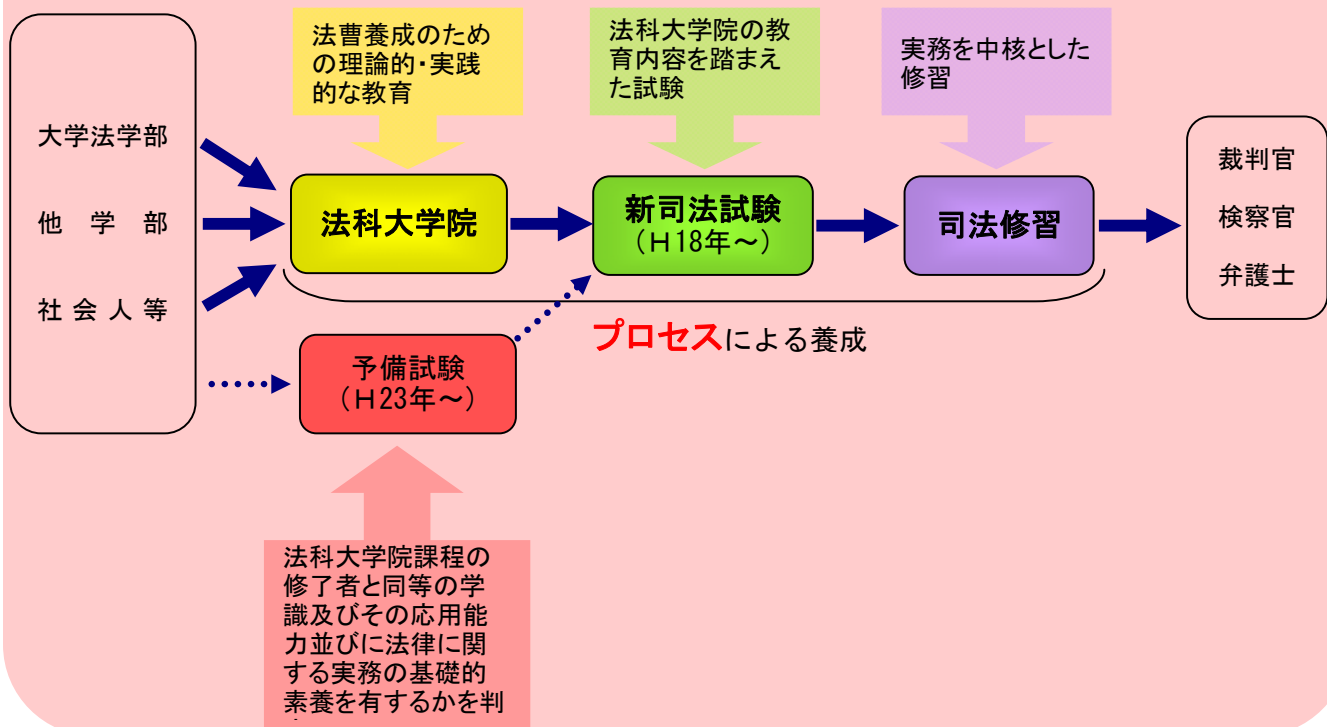 法曹養成のため
の理論的・実践
的な教育
法科大学院の教
育内容を踏まえ
た試験
実務を中核とした
修習
大学法学部
他 学 部
社 会 人 等
法科大学院
新司法試験
（Ｈ18年～）
司法修習
裁判官
検察官
弁護士
プロセスによる養成
予備試験
（Ｈ23年～）
法科大学院課程の
修了者と同等の学
識及びその応用能
力並びに法律に関
する実務の基礎的
素養を有するかを判